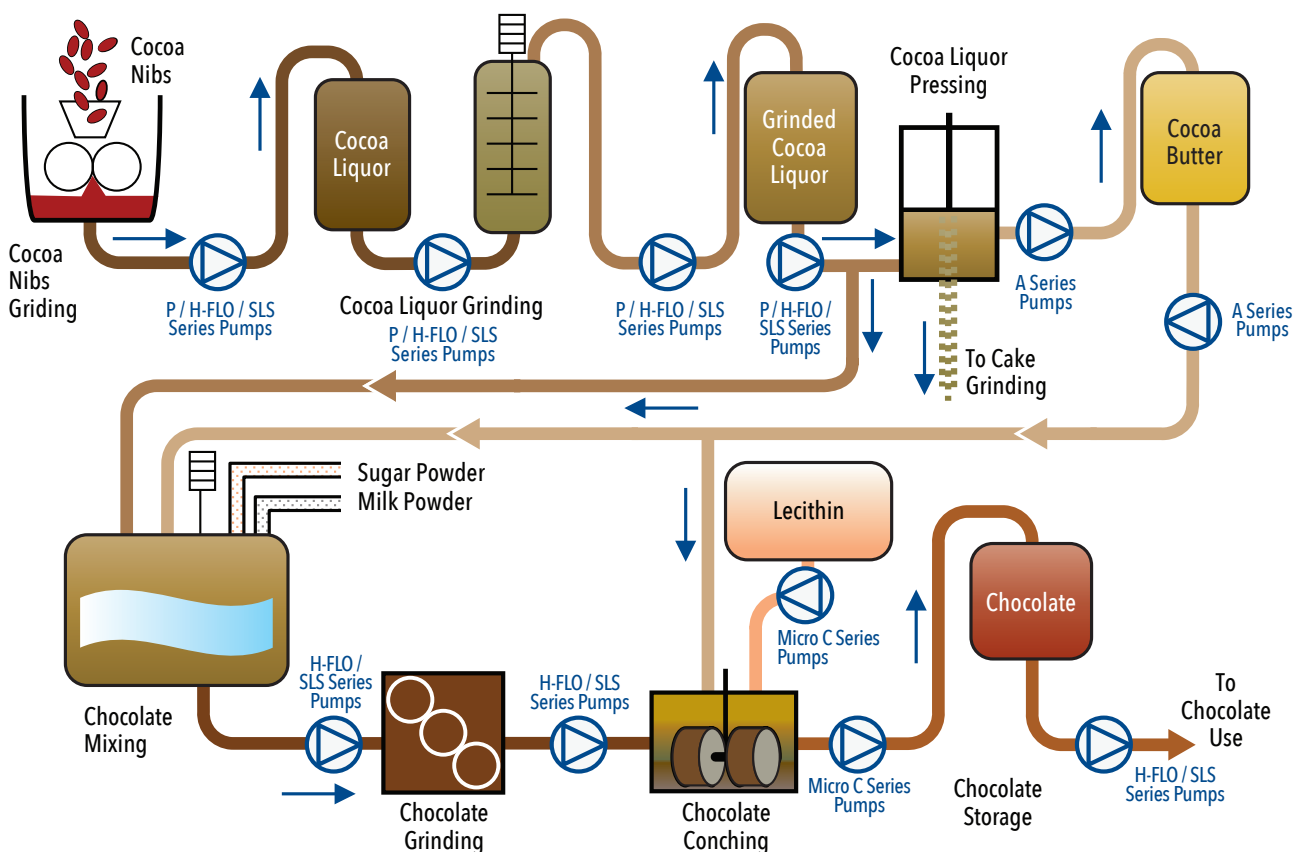 Cocoa
Nibs
Cocoa
Nibs
Griding
P / H-FLO / SLS
Series Pumps
Cocoa
Liquor
Cocoa Liquor Grinding
P / H-FLO / SLS
Series Pumps
P / H-FLO / SLS
Series Pumps
Grinded
Cocoa
Liquor
P / H-FLO /
SLS Series
Pumps
Cocoa Liquor
Pressing
To Cake
Grinding
A Series
Pumps
Cocoa
Butter
A Series
Pumps
Sugar Powder
Milk Powder
Chocolate
Mixing
H-FLO /
SLS Series
Pumps
Chocolate
Grinding
H-FLO / SLS
Series Pumps
Lecithin
Micro C Series
Pumps
Chocolate
Conching
Micro C Series
Pumps
Chocolate
Chocolate
Storage
H-FLO / SLS
Series Pumps
To
Chocolate
Use